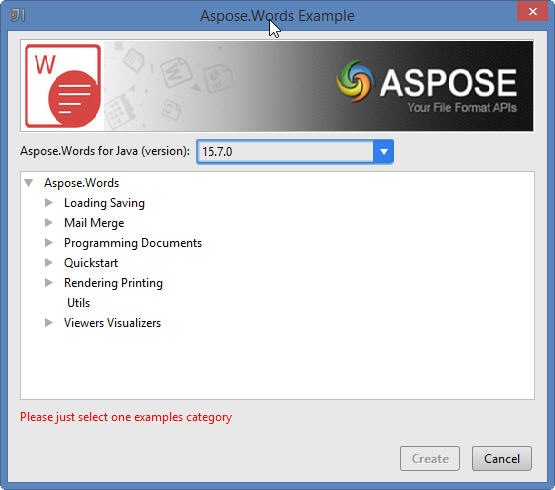 Aspose.Words Example
W
ASPOSE
Your File Format APIs
Aspose.Words for Java (version): 15.7.0
Aspose.Words
Loading Saving
Mail Merge
Programming Documents
Quickstart
Rendering Printing
Utils
Viewers Visualizers
Please just select one examples category
Create Cancel